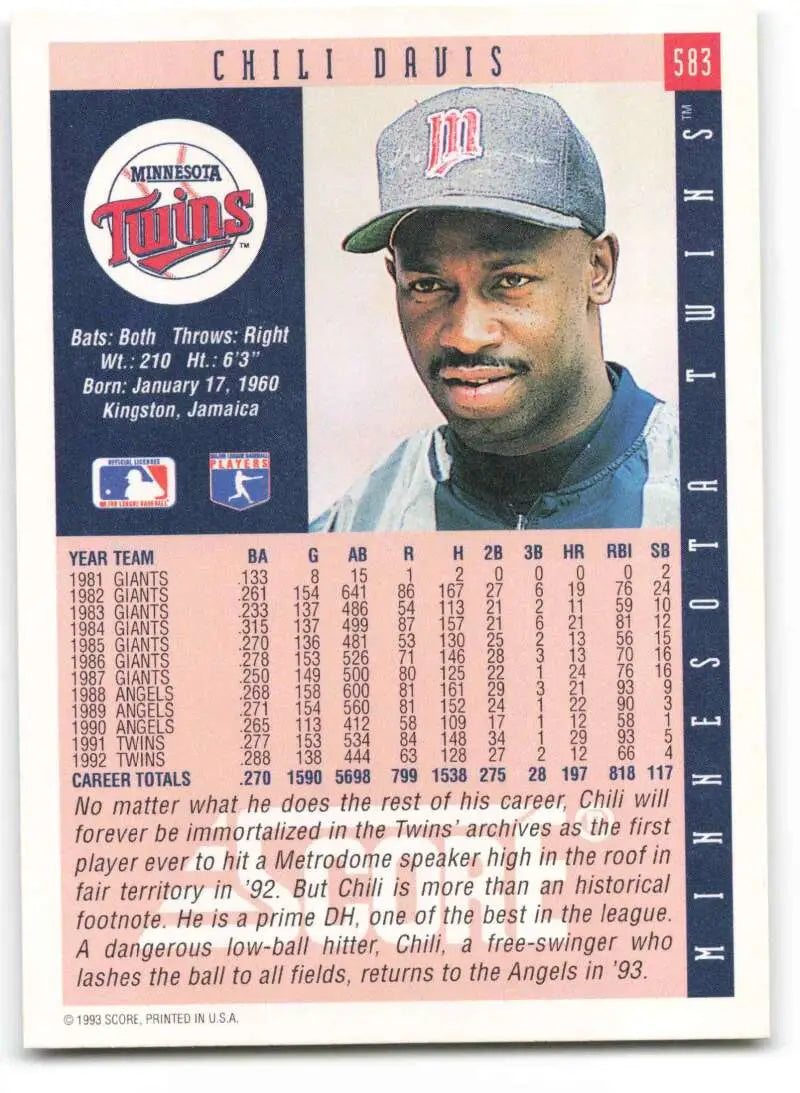 CHILI DAVIS
583
MINNESOTA
Twins
TM
Bats: Both Throws: Right
Wt.: 210 Ht.: 6'3"
Born: January 17, 1960
Kingston, Jamaica
OFFICIAL LICENSEE
MAJOR LEAGUE BASEBALL
MAJOR LEAGUE BASEBALL
PLAYERS
m
MINNESOTA TWINS™
YEAR TEAM BA G AB R H 2B 3B HR RBI SB
1981 GIANTS .133 8 15 1 2 0 0 0 0 2
1982 GIANTS .261 154 641 86 167 27 6 19 76 24
1983 GIANTS .233 137 486 54 113 21 2 11 59 10
1984 GIANTS .315 137 499 87 157 21 6 21 81 12
1985 GIANTS .270 136 481 53 130 25 2 13 56 15
1986 GIANTS .278 153 526 71 146 28 3 13 70 16
1987 GIANTS .250 149 500 80 125 22 1 24 76 16
1988 ANGELS .268 158 600 81 161 29 3 21 93 9
1989 ANGELS .271 154 560 81 152 24 1 22 90 3
1990 ANGELS .265 113 412 58 109 17 1 12 58 1
1991 TWINS .277 153 534 84 148 34 1 29 93 5
1992 TWINS .288 138 444 63 128 27 2 12 66 4
CAREER TOTALS .270 1590 5698 799 1538 275 28 197 818 117
No matter what he does the rest of his career, Chili will
forever be immortalized in the Twins' archives as the first
player ever to hit a Metrodome speaker high in the roof in
fair territory in '92. But Chili is more than an historical
footnote. He is a prime DH, one of the best in the league.
A dangerous low-ball hitter, Chili, a free-swinger who
lashes the ball to all fields, returns to the Angels in '93.
SCORE®
© 1993 SCORE, PRINTED IN U.S.A.